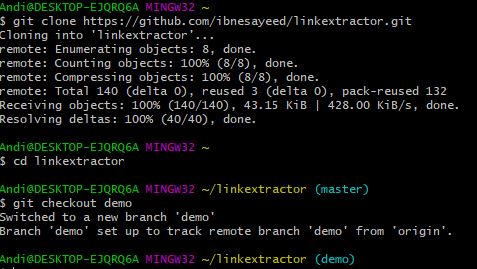 Andi@DESKTOP-EJQRQ6A MINGW32 ~
$ git clone https://github.com/ibnesayeed/linkextractor.git
Cloning into 'linkextractor'...
remote: Enumerating objects: 8, done.
remote: Counting objects: 100% (8/8), done.
remote: Compressing objects: 100% (8/8), done.
remote: Total 140 (delta 0), reused 3 (delta 0), pack-reused 132
Receiving objects: 100% (140/140), 43.15 KiB | 428.00 KiB/s, done.
Resolving deltas: 100% (40/40), done.
Andi@DESKTOP-EJQRQ6A MINGW32 ~
$ cd linkextractor
Andi@DESKTOP-EJQRQ6A MINGW32 ~/linkextractor (master)
$ git checkout demo
Switched to a new branch 'demo'
Branch 'demo' set up to track remote branch 'demo' from 'origin'.
Andi@DESKTOP-EJQRQ6A MINGW32 ~/linkextractor (demo)